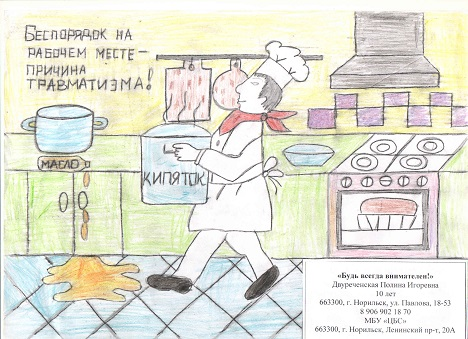 БЕСПОРЯДОК НА
РАБОЧЕМ МЕСТЕ –
ПРИЧИНА
ТРАВМАТИЗМА!
МАСЛО
КИПЯТОК
«Будь всегда внимателен!»
Двуреченская Полина Игоревна
10 лет
663300, г. Норильск, ул. Павлова, 18-53
8 906 902 18 70
МБУ «ЦБС»
663300, г. Норильск, Ленинский пр-т, 20А